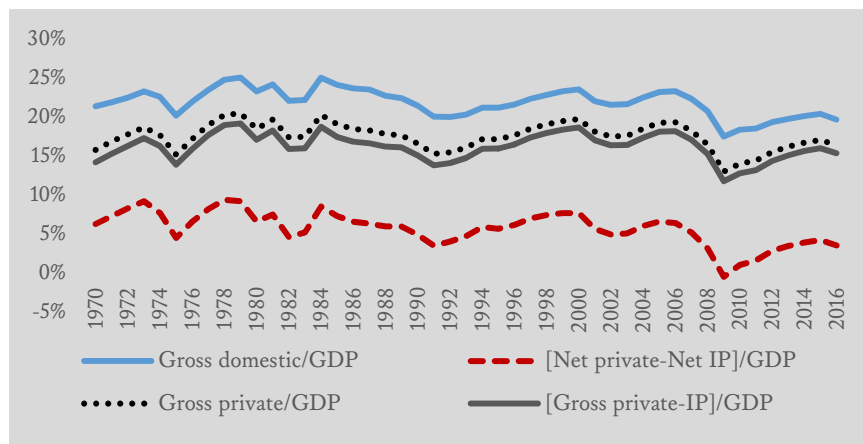 30%
25%
20%
15%
10%
5%
0%
-5%
1970 1972 1974 1976 1978 1980 1982 1984 1986 1988 1990 1992 1994 1996 1998 2000 2002 2004 2006 2008 2010 2012 2014 2016
Gross domestic/GDP [Net private-Net IP]/GDP
Gross private/GDP [Gross private-IP]/GDP